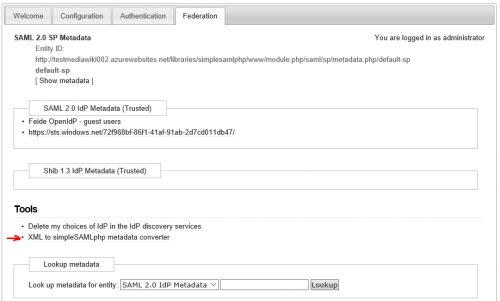 Welcome Configuration Authentication Federation
SAML 2.0 SP Metadata You are logged in as administrator
Entity ID:
http://testmediawiki002.azurewebsites.net/libraries/simplesamlphp/www/module.php/saml/sp/metadata.php/default-sp
default-sp
[ Show metadata ]
SAML 2.0 IdP Metadata (Trusted)
Feide OpenIdP - guest users
https://sts.windows.net/72f988bf-86f1-41af-91ab-2d7cd011db47/
Shib 1.3 IdP Metadata (Trusted)
Tools
Delete my choices of IdP in the IdP discovery services
XML to simpleSAMLphp metadata converter
Lookup metadata
Look up metadata for entity: SAML 2.0 IdP Metadata Lookup